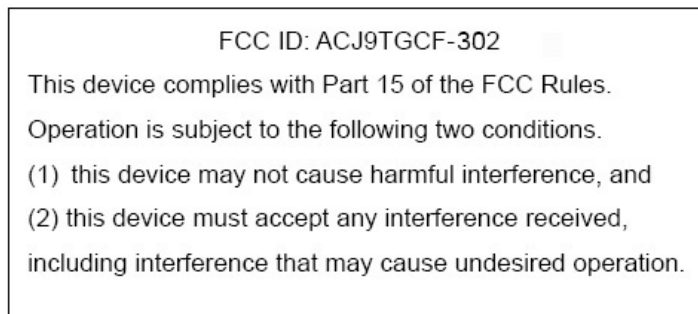 FCC ID: ACJ9TGCF-302
This device complies with Part 15 of the FCC Rules.
Operation is subject to the following two conditions.
(1) this device may not cause harmful interference, and
(2) this device must accept any interference received,
including interference that may cause undesired operation.